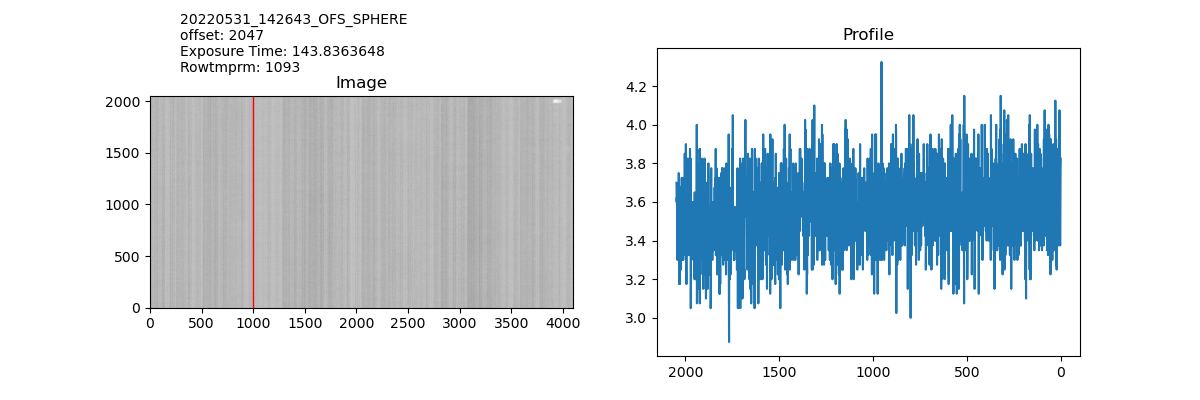 20220531_142643_OFS_SPHERE
offset: 2047
Exposure Time: 143.8363648
Rowtmprm: 1093
Image
2000
1500
1000
500
0
0 500 1000 1500 2000 2500 3000 3500 4000
Profile
4.2
4.0
3.8
3.6
3.4
3.2
3.0
2000 1500 1000 500 0